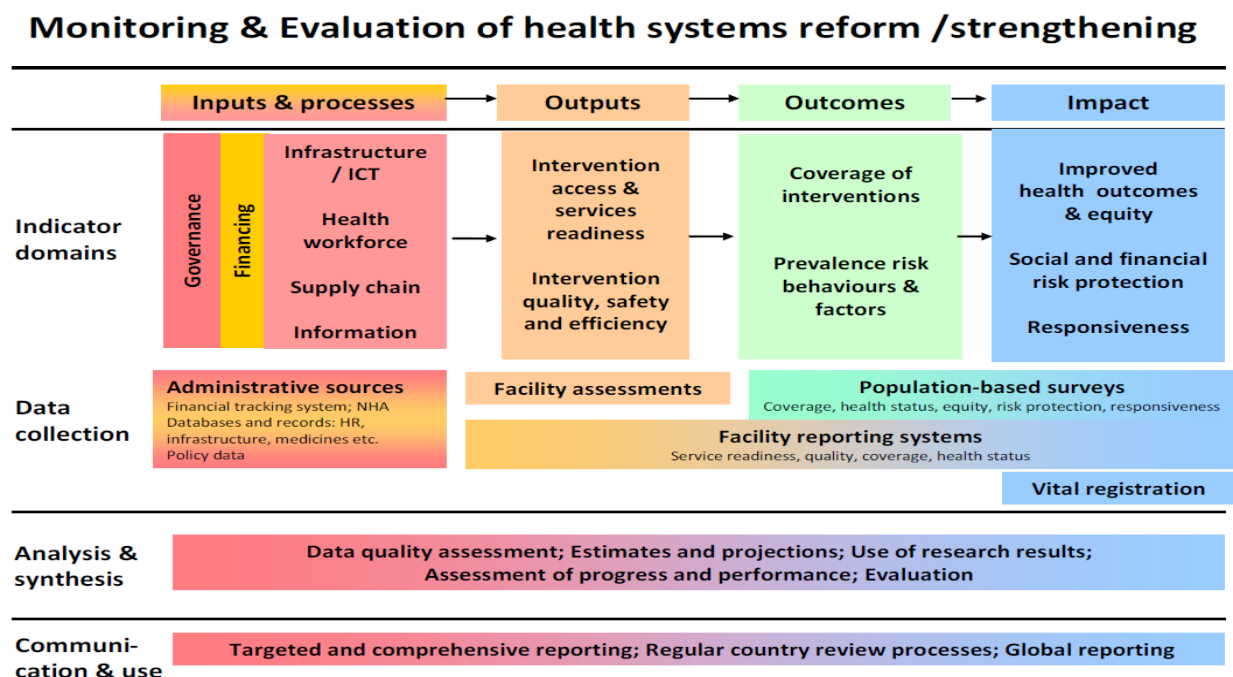 Monitoring & Evaluation of health systems reform /strengthening
Inputs & processes
Outputs
Outcomes
Impact
Indicator
domains
Governance
Financing
Infrastructure
/ ICT
Health
workforce
Supply chain
Information
Intervention
access &
services
readiness
Intervention
quality, safety
and efficiency
Coverage of
interventions
Prevalence risk
behaviours &
factors
Improved
health outcomes
& equity
Social and financial
risk protection
Responsiveness
Data
collection
Administrative sources
Financial tracking system; NHA
Databases and records: HR,
infrastructure, medicines etc.
Policy data
Facility assessments
Population-based surveys
Coverage, health status, equity, risk protection, responsiveness
Facility reporting systems
Service readiness, quality, coverage, health status
Vital registration
Analysis &
synthesis
Data quality assessment; Estimates and projections; Use of research results;
Assessment of progress and performance; Evaluation
Communi-
cation & use
Targeted and comprehensive reporting; Regular country review processes; Global reporting